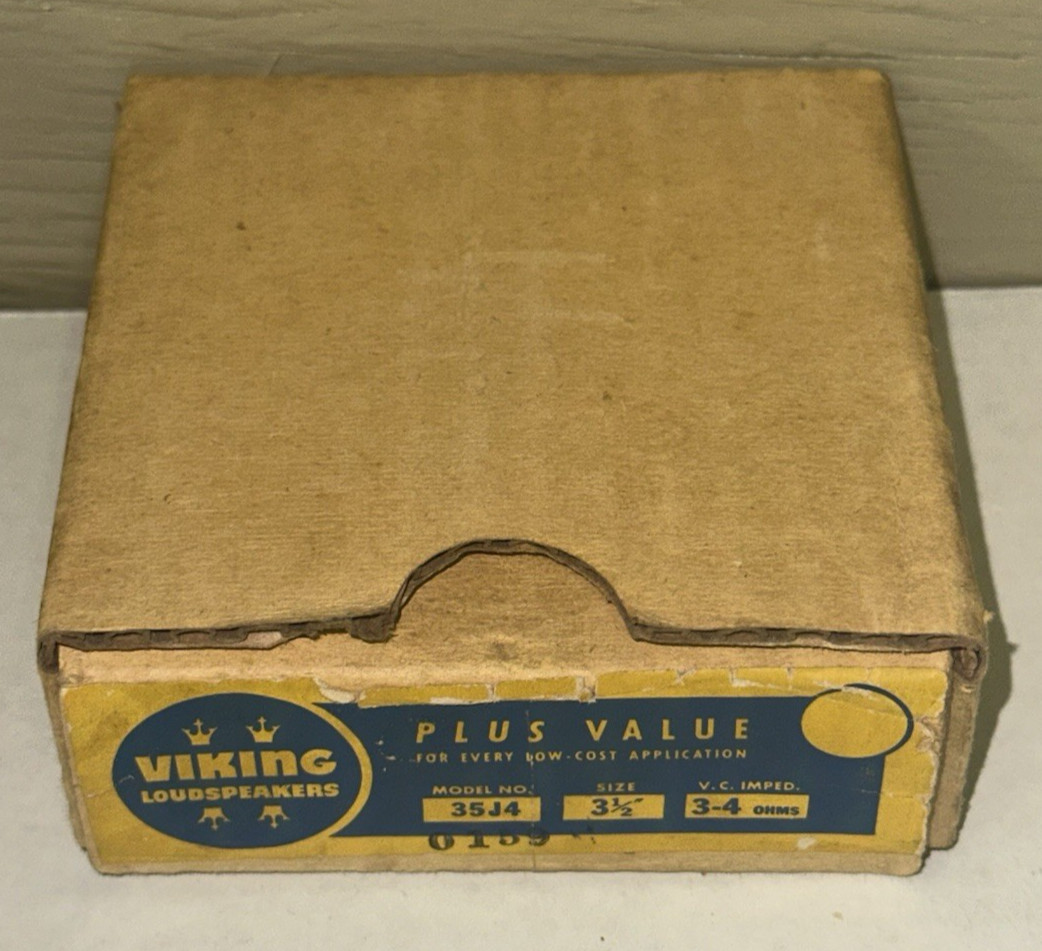 VIKING
LOUDSPEAKERS
PLUS VALUE
FOR EVERY LOW-COST APPLICATION
MODEL NO.
35J4
SIZE
3½"
V.C. IMPED.
3-4 OHMS